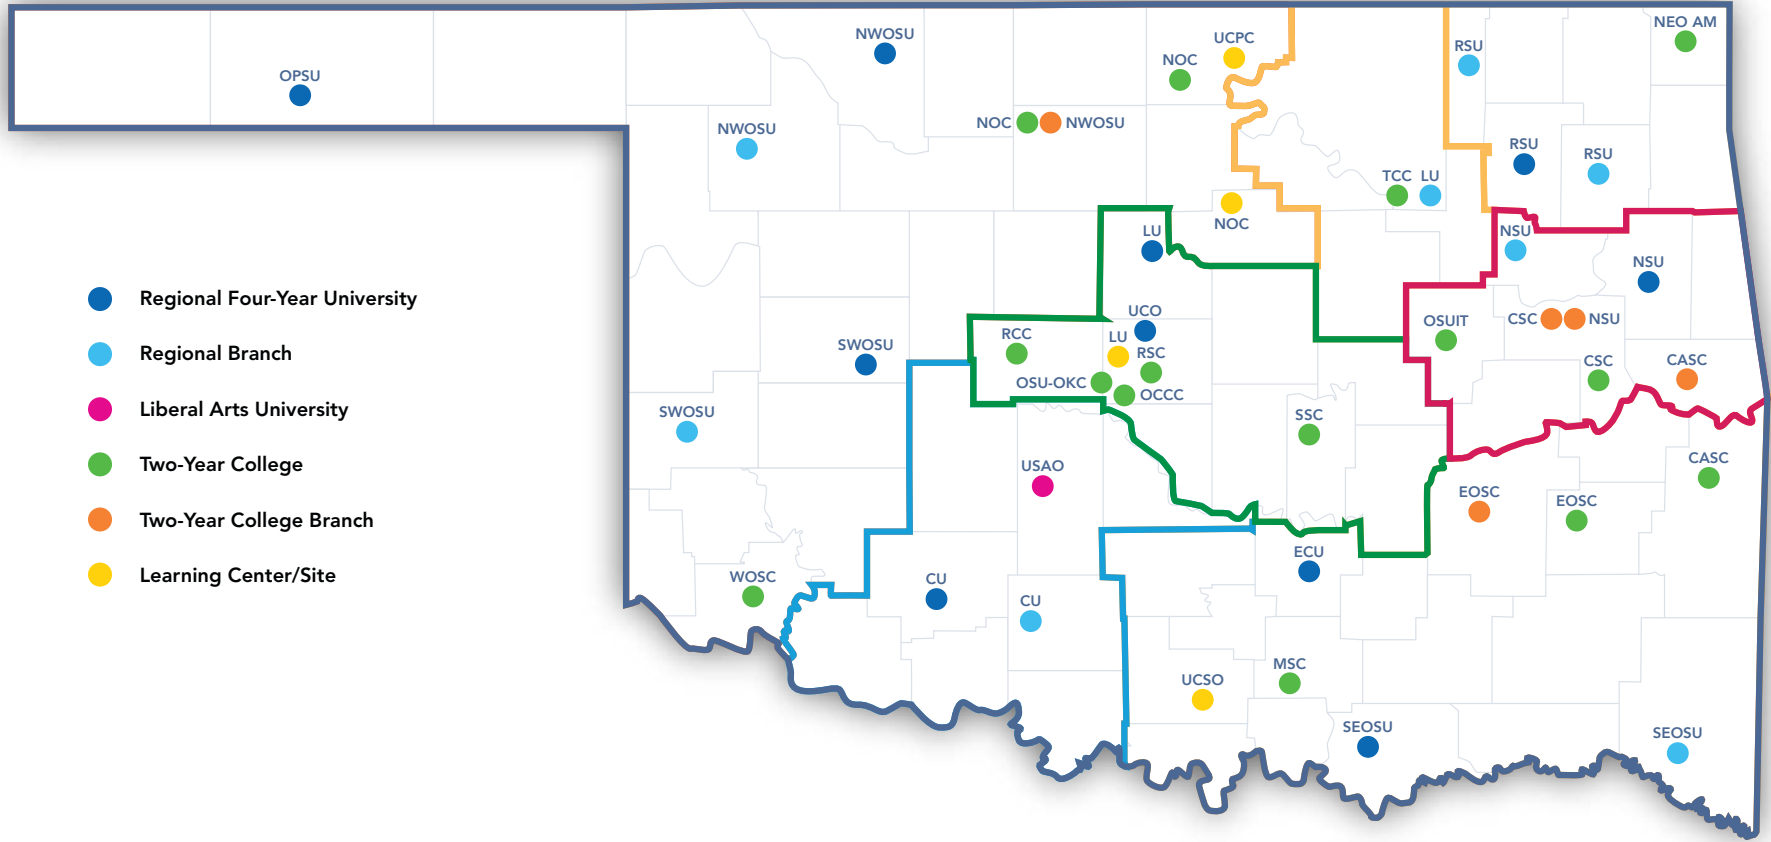 NEO AM
NWOSU
UCPC
RSU
NOC
OPSU
NOC
NWOSU
NWOSU
RSU
RSU
TCC
LU
NOC
LU
NSU
NSU
Regional Four-Year University
UCO
CSC
NSU
OSUIT
RCC
LU
SWOSU
RSC
Regional Branch
CSC
CASC
OSU-OKC
OCCC
Liberal Arts University
SWOSU
SSC
CASC
Two-Year College
USAO
EOSC
EOSC
Two-Year College Branch
ECU
Learning Center/Site
WOSC
CU
CU
MSC
UCSO
SEOSU
SEOSU